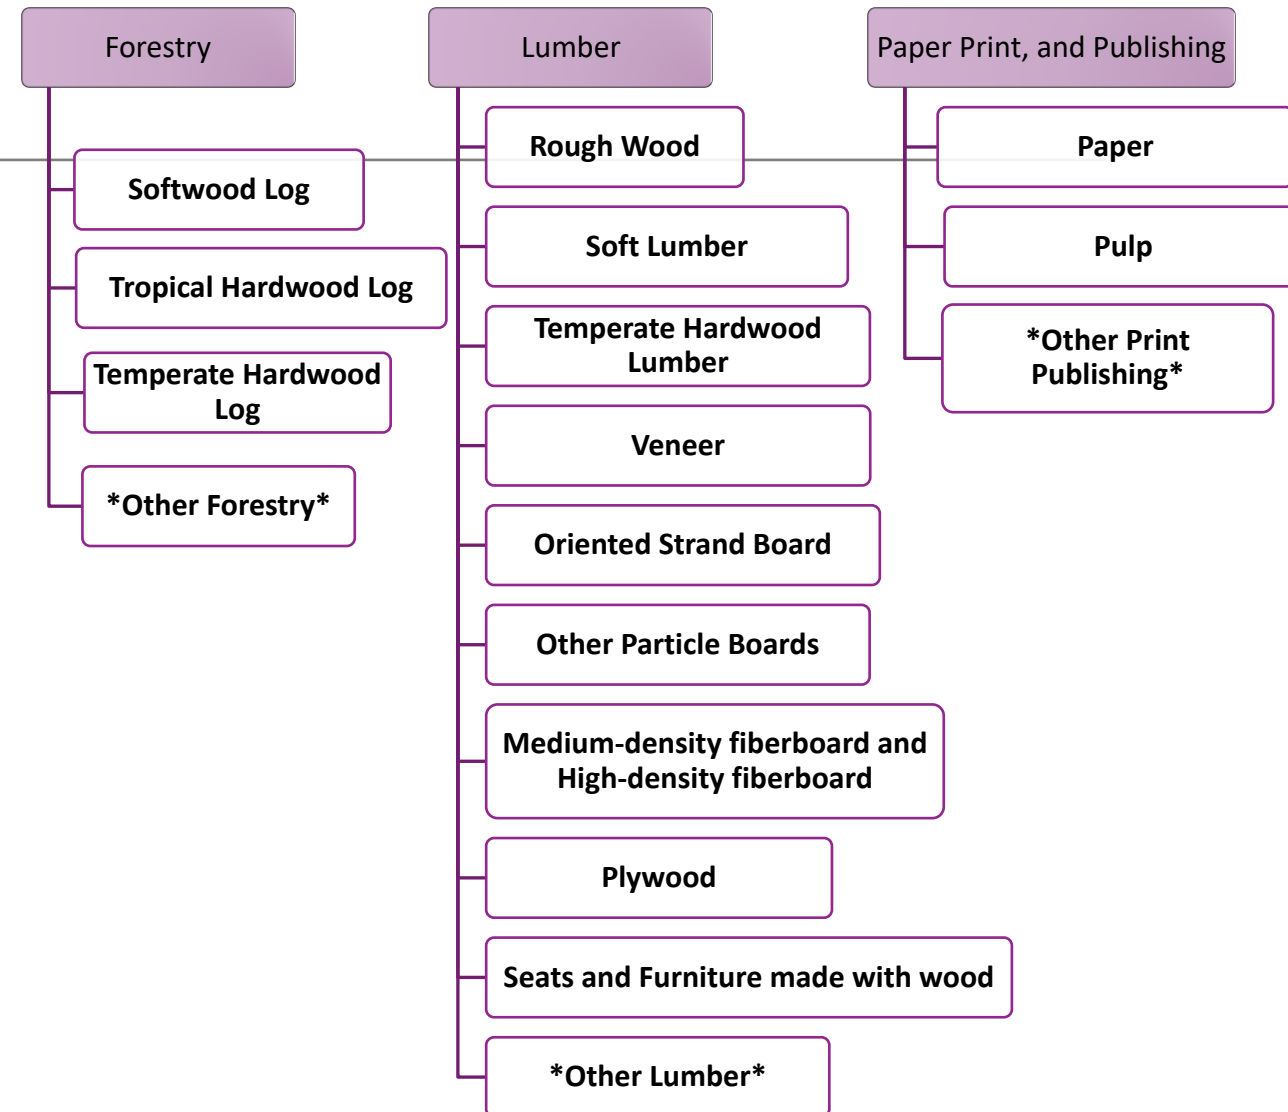 Forestry
Softwood Log
Tropical Hardwood Log
Temperate Hardwood
Log
*Other Forestry*
Lumber
Rough Wood
Soft Lumber
Temperate Hardwood
Lumber
Veneer
Oriented Strand Board
Other Particle Boards
Medium-density fiberboard and
High-density fiberboard
Plywood
Seats and Furniture made with wood
*Other Lumber*
Paper Print, and Publishing
Paper
Pulp
*Other Print
Publishing*